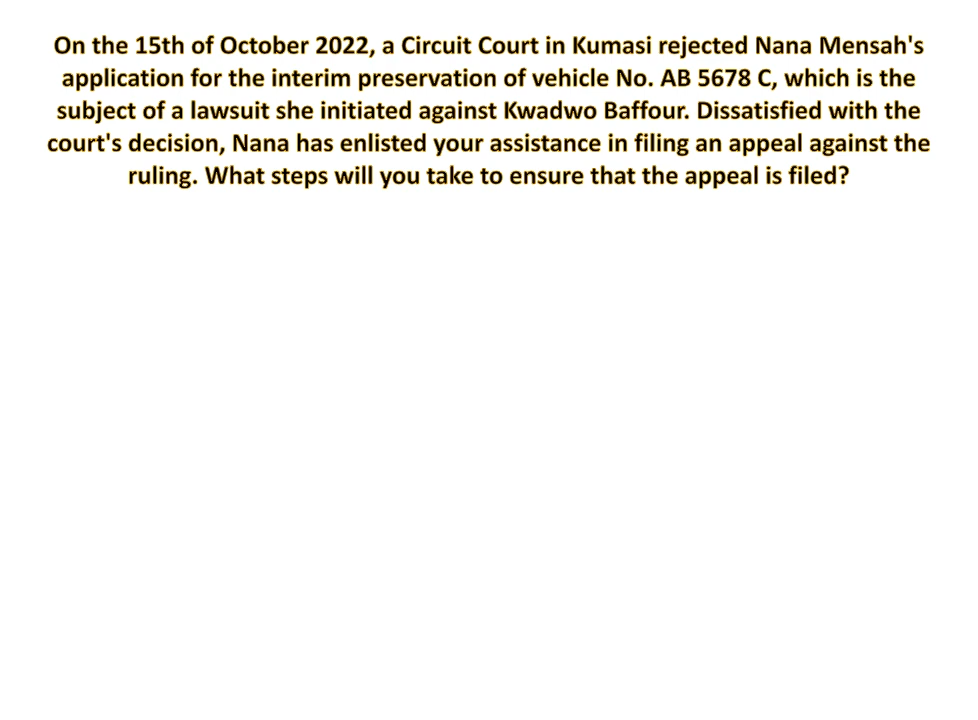 On the 15th of October 2022, a Circuit Court in Kumasi rejected Nana Mensah's
application for the interim preservation of vehicle No. AB 5678 C, which is the
subject of a lawsuit she initiated against Kwadwo Baffour. Dissatisfied with the
court's decision, Nana has enlisted your assistance in filing an appeal against the
ruling. What steps will you take to ensure that the appeal is filed?